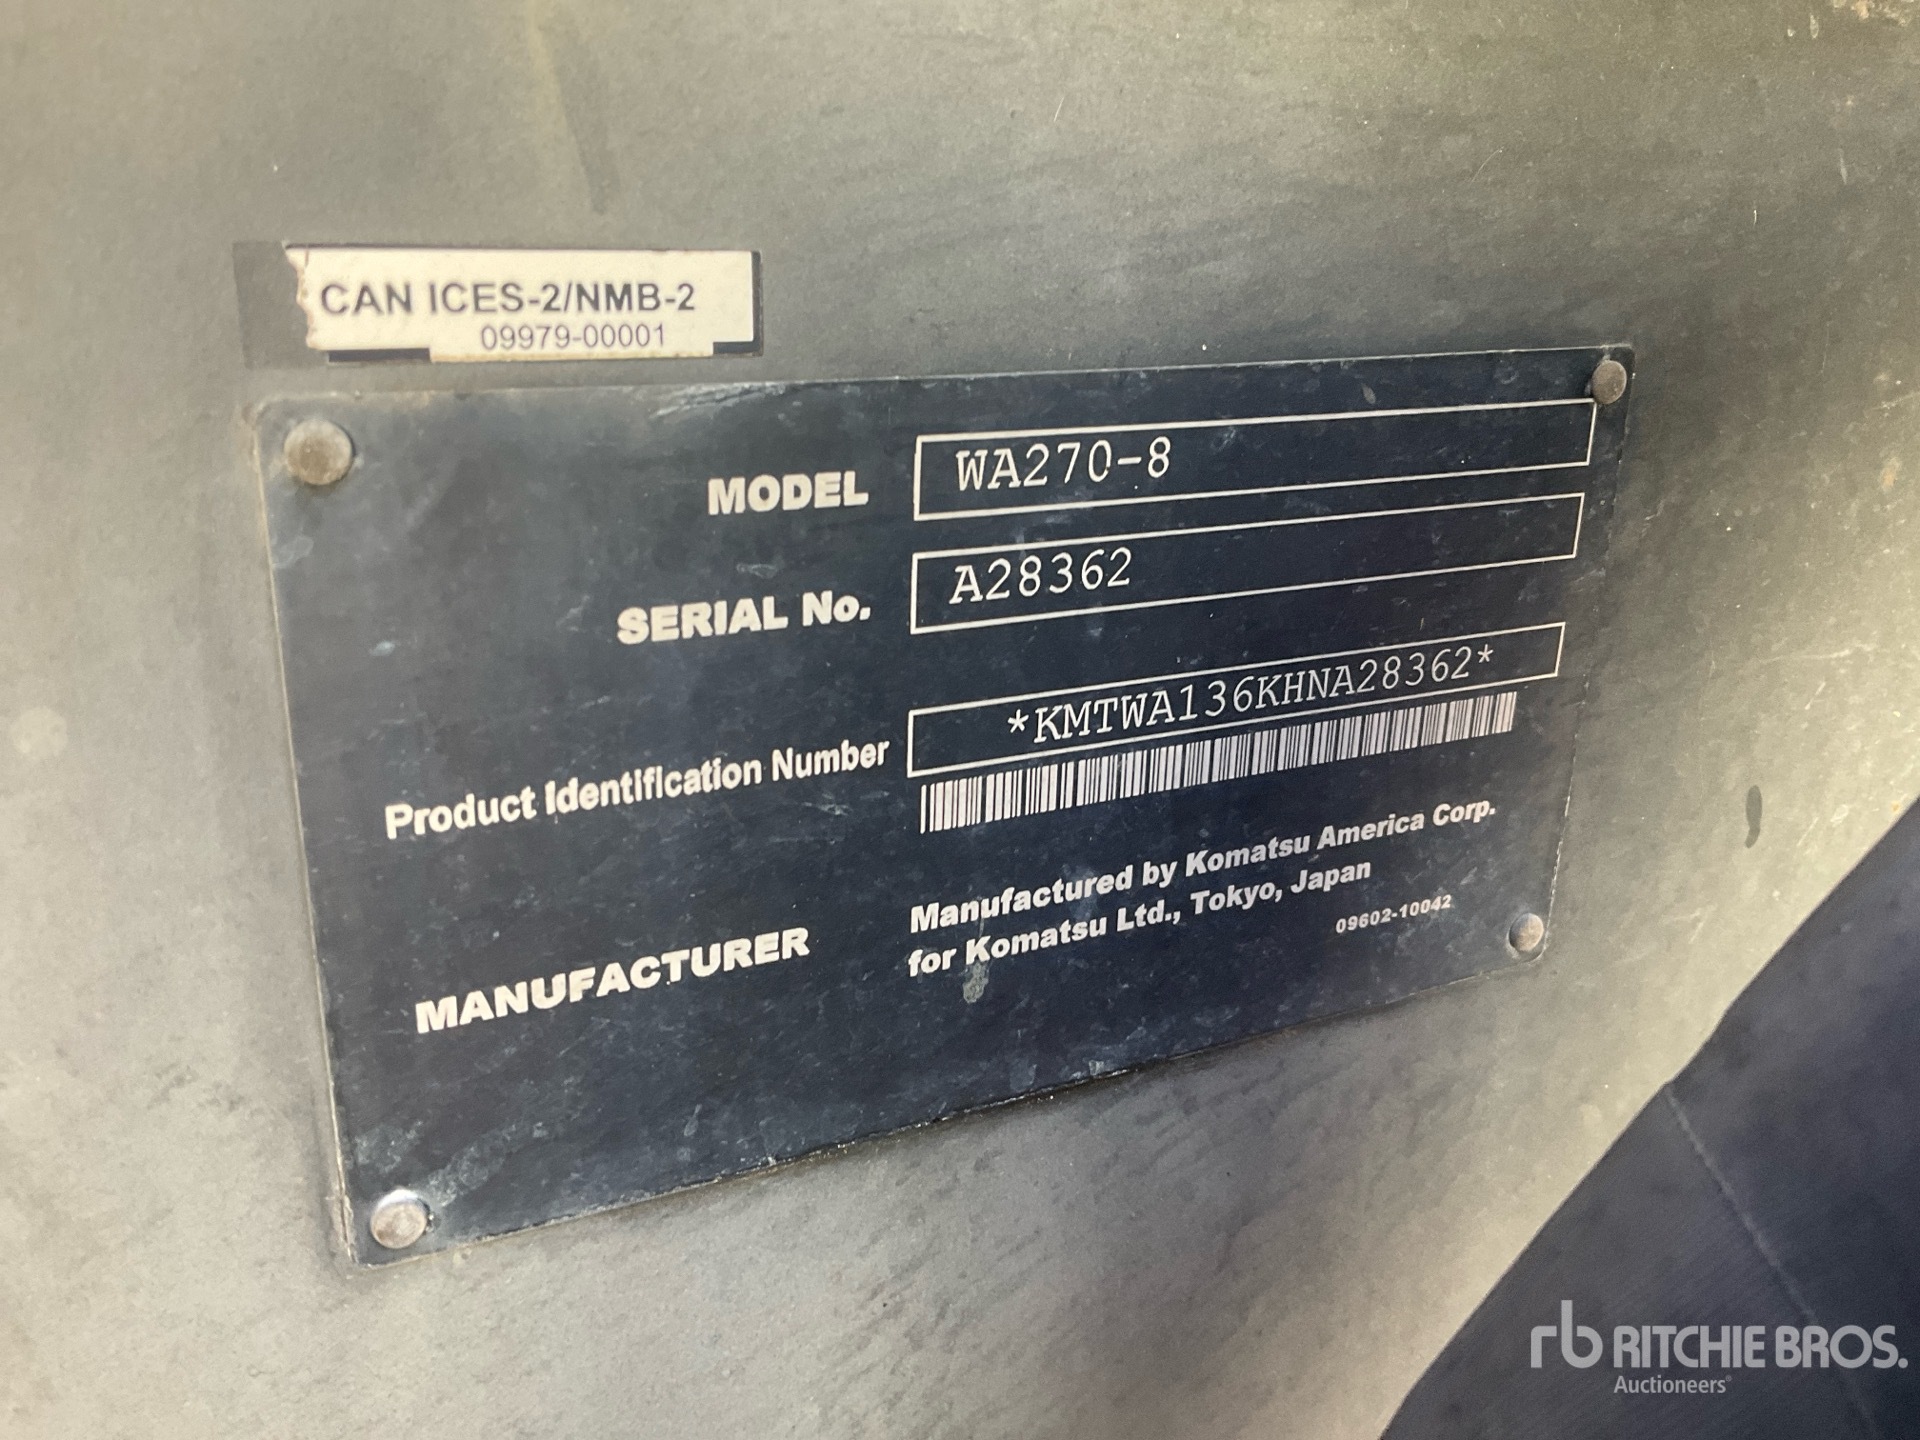 CAN ICES-2/NMB-2
09979-00001
MODEL WA270-8
SERIAL No. A28362
Product Identification Number *KMTWA136KHNA28362*
MANUFACTURER Manufactured by Komatsu America Corp.
for Komatsu Ltd., Tokyo, Japan
09602-10042
rb RITCHIE BROS.
Auctioneers